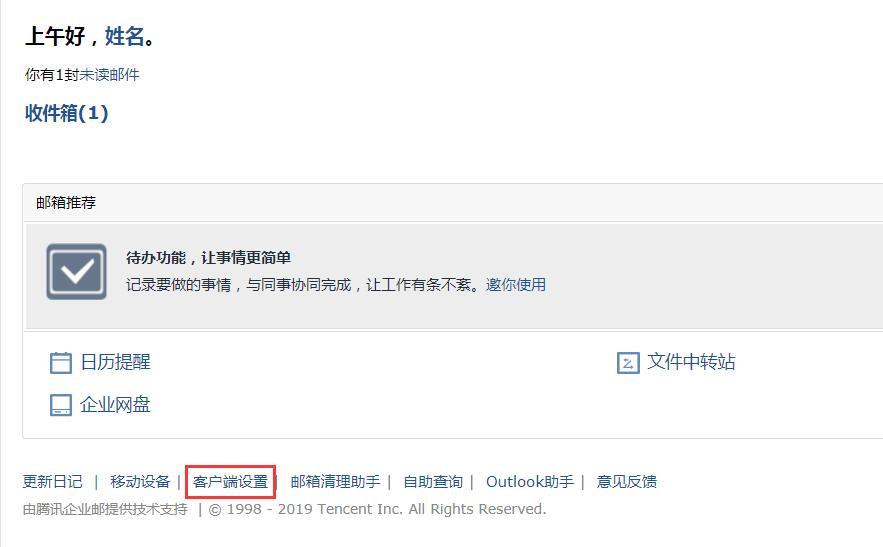 上午好，姓名。
你有1封未读邮件
收件箱(1)
邮箱推荐
待办功能，让事情更简单
记录要做的事情，与同事协同完成，让工作有条不紊。邀你使用
日历提醒
文件中转站
企业网盘
更新日记 | 移动设备 | 客户端设置 | 邮箱清理助手 | 自助查询 | Outlook助手 | 意见反馈
由腾讯企业邮提供技术支持 | © 1998 - 2019 Tencent Inc. All Rights Reserved.